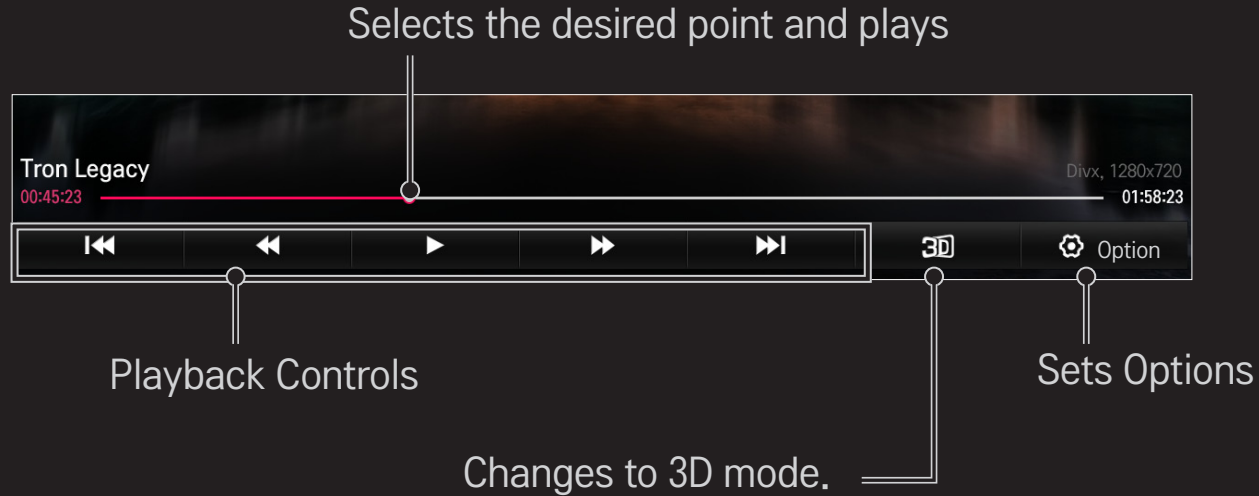 Selects the desired point and plays
Tron Legacy
Divx, 1280x720
00:45:23
01:58:23
3D
Option
Playback Controls
Sets Options
Changes to 3D mode.